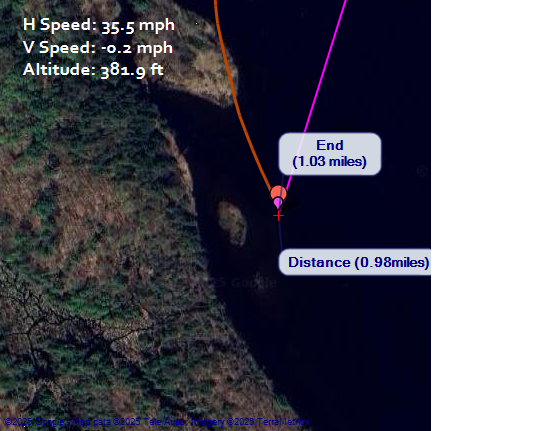 H Speed: 35.5 mph
V Speed: -0.2 mph
Altitude: 381.9 ft
End
(1.03 miles)
Distance (0.98miles)
Google